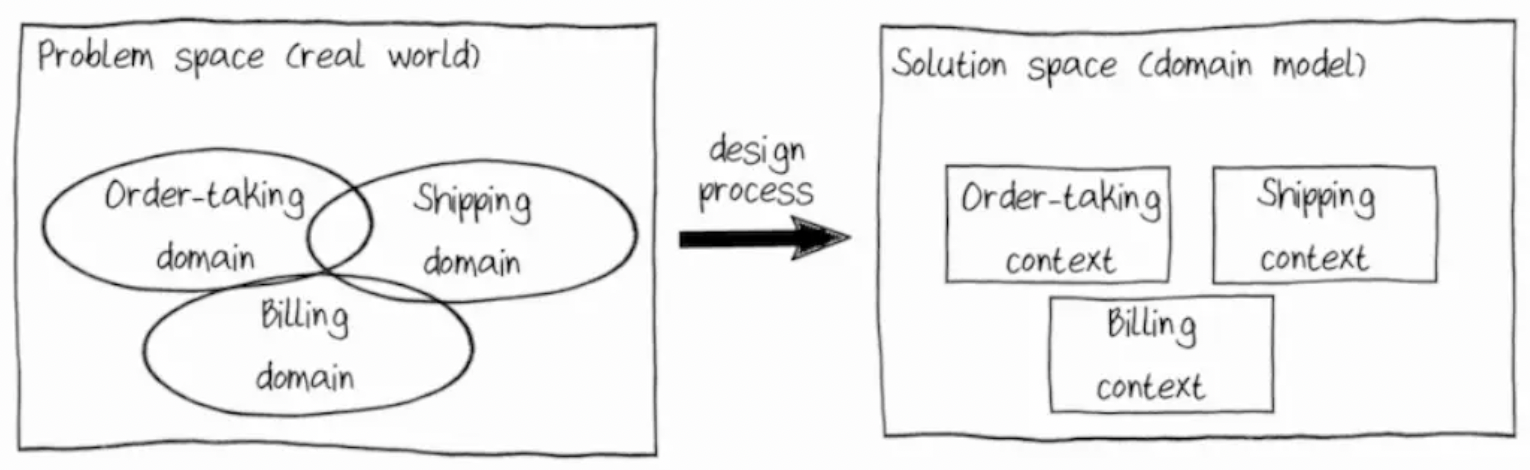 Problem space (real world)
Order-taking
domain
Shipping
domain
Billing
domain
design
process
Solution space (domain model)
Order-taking
context
Shipping
context
Billing
context